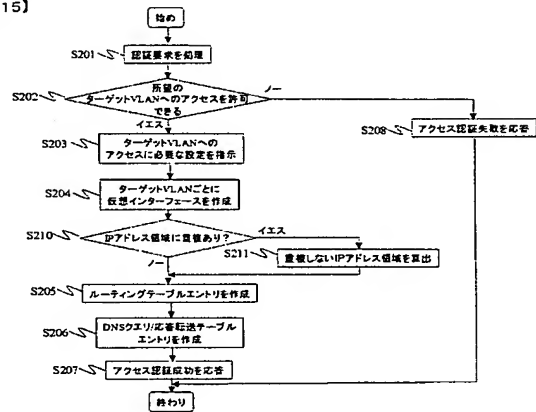 15】
始め
S201
認証要求を処理
S202
所望の
ターゲットVLANへのアクセスを許可
できる
ノー
イエス
S203
ターゲットVLANへの
アクセスに必要な設定を指示
S208
アクセス認証失敗を応答
S204
ターゲットVLANごとに
仮想インターフェースを作成
S210
IPアドレス領域に重複あり?
イエス
ノー
S211
重複しないIPアドレス領域を算出
S205
ルーティングテーブルエントリを作成
S206
DNSクエリ/応答転送テーブル
エントリを作成
S207
アクセス認証成功を応答
終わり